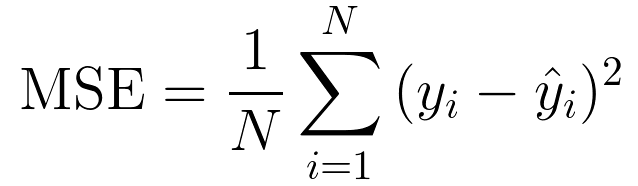 MSE = \frac{1}{N} \sum_{i=1}^{N} (y_i - \hat{y}_i)^2